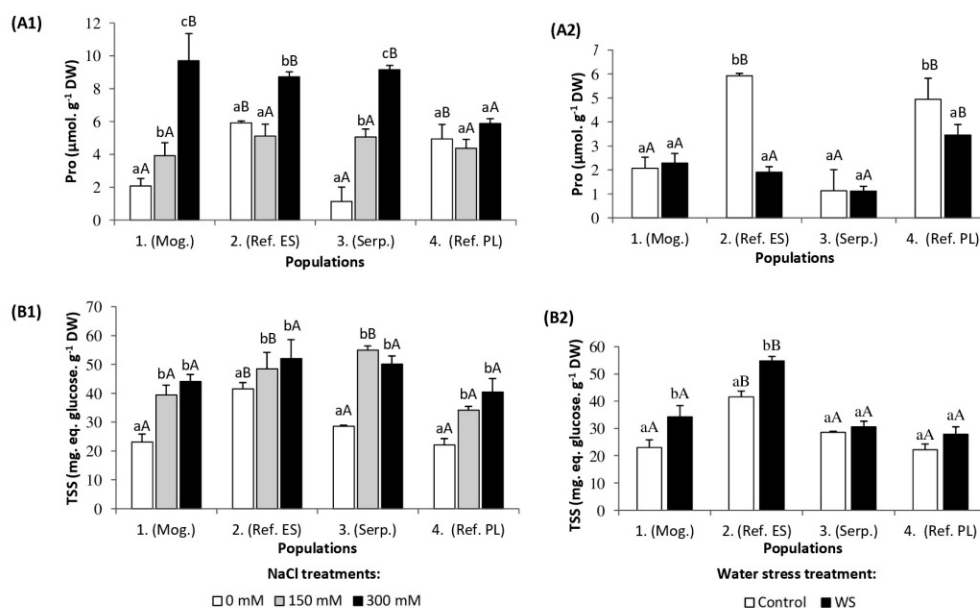 (A1)
12
10
8
6
4
2
0
Pro (µmol. g⁻¹ DW)
aA bA cB
aB aA bB
aA bA cB
aB aA aA
1. (Mog.) 2. (Ref. ES) 3. (Serp.) 4. (Ref. PL)
Populations
(A2)
7
6
5
4
3
2
1
0
Pro (µmol. g⁻¹ DW)
aA aA
bB aA
aA aA
bB aB
1. (Mog.) 2. (Ref. ES) 3. (Serp.) 4. (Ref. PL)
Populations
(B1)
70
60
50
40
30
20
10
0
TSS (mg. eq. glucose. g⁻¹ DW)
aA bA bA
aB bB bA
aA bB bA
aA bA bA
1. (Mog.) 2. (Ref. ES) 3. (Serp.) 4. (Ref. PL)
Populations
NaCl treatments:
0 mM 150 mM 300 mM
(B2)
60
50
40
30
20
10
0
TSS (mg. eq. glucose. g⁻¹ DW)
aA bA
aB bB
aA aA
aA aA
1. (Mog.) 2. (Ref. ES) 3. (Serp.) 4. (Ref. PL)
Populations
Water stress treatment:
Control WS